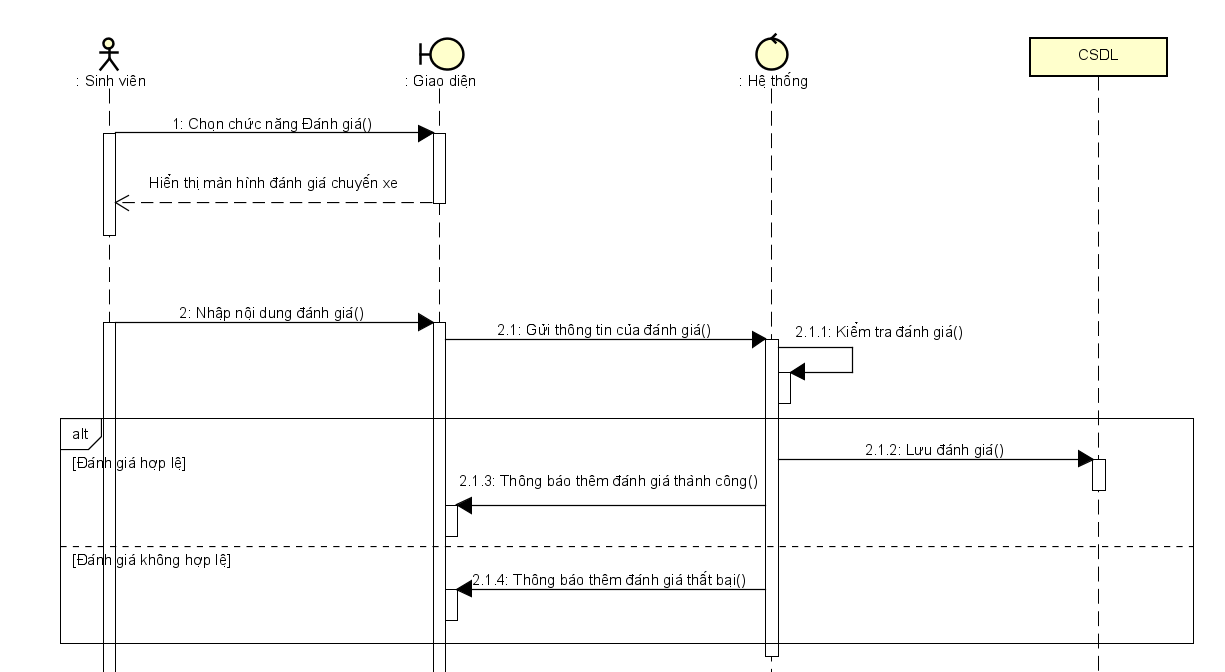 : Sinh viên
: Giao diện
: Hệ thống
CSDL
1: Chọn chức năng Đánh giá()
Hiển thị màn hình đánh giá chuyến xe
2: Nhập nội dung đánh giá()
2.1: Gửi thông tin của đánh giá()
2.1.1: Kiểm tra đánh giá()
alt
[Đánh giá hợp lệ]
2.1.2: Lưu đánh giá()
2.1.3: Thông báo thêm đánh giá thành công()
[Đánh giá không hợp lệ]
2.1.4: Thông báo thêm đánh giá thất bại()